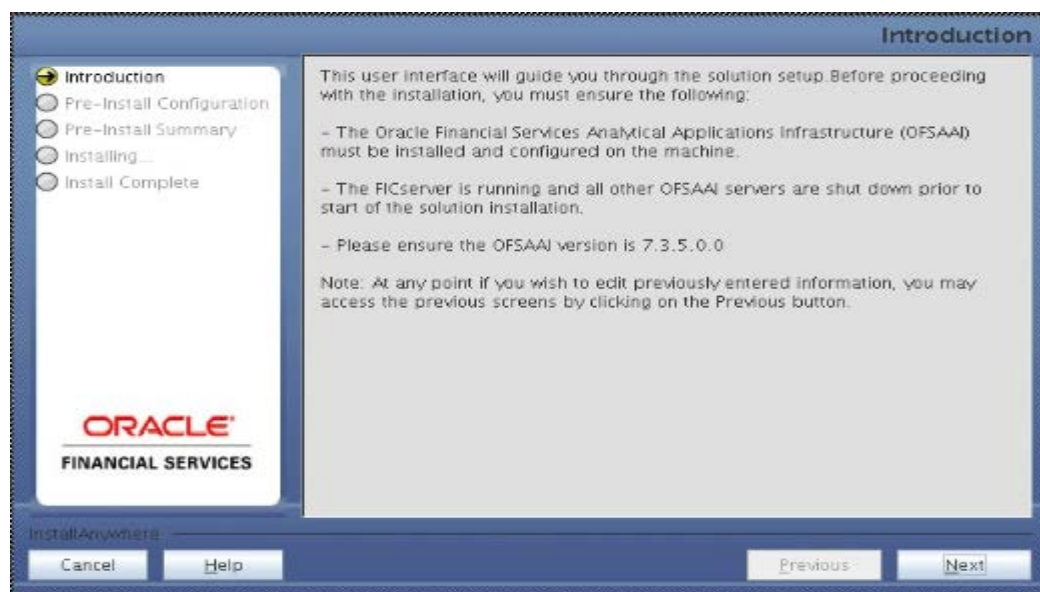 Introduction
Introduction
Pre-Install Configuration
Pre-Install Summary
Installing...
Install Complete
ORACLE
FINANCIAL SERVICES
This user interface will guide you through the solution setup.Before proceeding
with the installation, you must ensure the following:
- The Oracle Financial Services Analytical Applications Infrastructure (OFSAAI)
must be installed and configured on the machine.
- The FICserver is running and all other OFSAAI servers are shut down prior to
start of the solution installation.
- Please ensure the OFSAAI version is 7.3.5.0.0
Note: At any point if you wish to edit previously entered information, you may
access the previous screens by clicking on the Previous button.
InstallAnywhere
Cancel
Help
Previous
Next